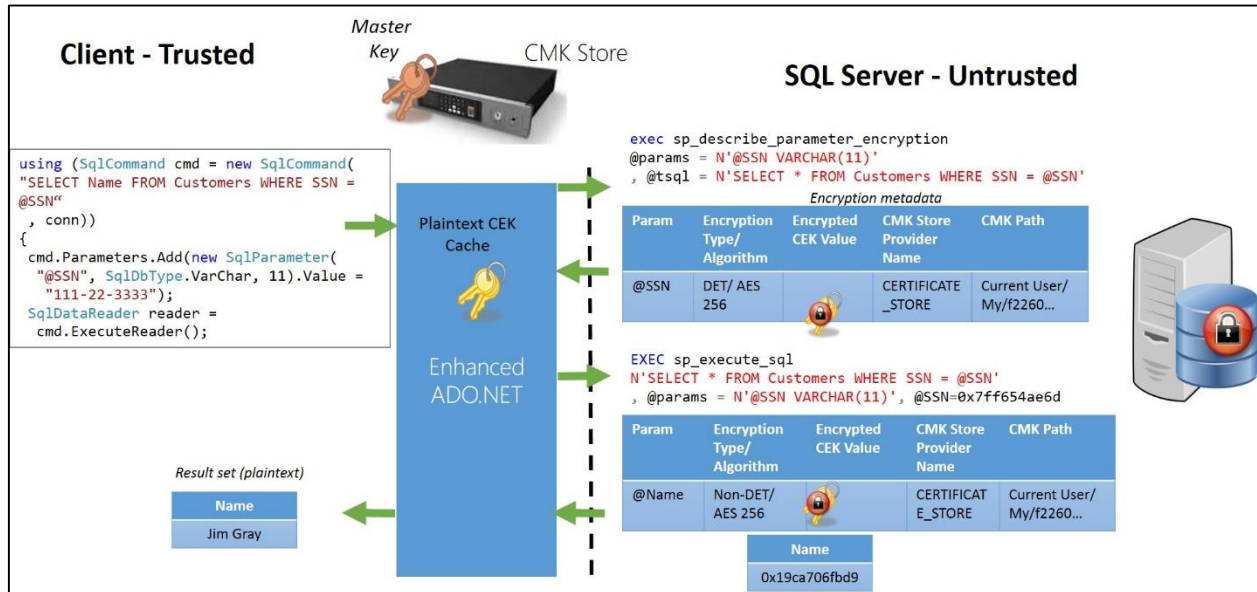 Client - Trusted
Master
Key
CMK Store
SQL Server - Untrusted
using (SqlCommand cmd = new SqlCommand(
"SELECT Name FROM Customers WHERE SSN =
@SSN“
, conn))
{
cmd.Parameters.Add(new SqlParameter(
"@SSN", SqlDbType.VarChar, 11).Value =
"111-22-3333");
SqlDataReader reader =
cmd.ExecuteReader();
Plaintext CEK
Cache
Enhanced
ADO.NET
exec sp_describe_parameter_encryption
@params = N'@SSN VARCHAR(11)'
, @tsql = N'SELECT * FROM Customers WHERE SSN = @SSN'
Encryption metadata
Param Encryption Type/ Algorithm Encrypted CEK Value CMK Store Provider Name CMK Path
@SSN DET/ AES 256 CERTIFICATE_STORE Current User/ My/f2260...
EXEC sp_execute_sql
N'SELECT * FROM Customers WHERE SSN = @SSN'
, @params = N'@SSN VARCHAR(11)', @SSN=0x7ff654ae6d
Param Encryption Type/ Algorithm Encrypted CEK Value CMK Store Provider Name CMK Path
@Name Non-DET/ AES 256 CERTIFICATE_STORE Current User/ My/f2260...
Name
0x19ca706fbd9
Result set (plaintext)
Name
Jim Gray